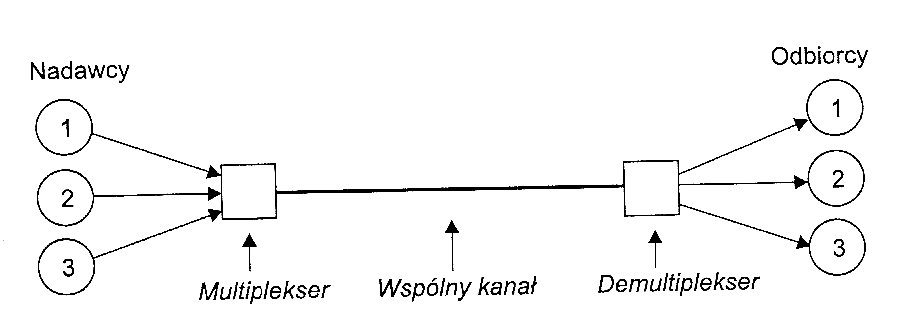 Nadawcy
Odbiorcy
1
2
3
1
2
3
Multiplekser
Wspólny kanał
Demultiplekser